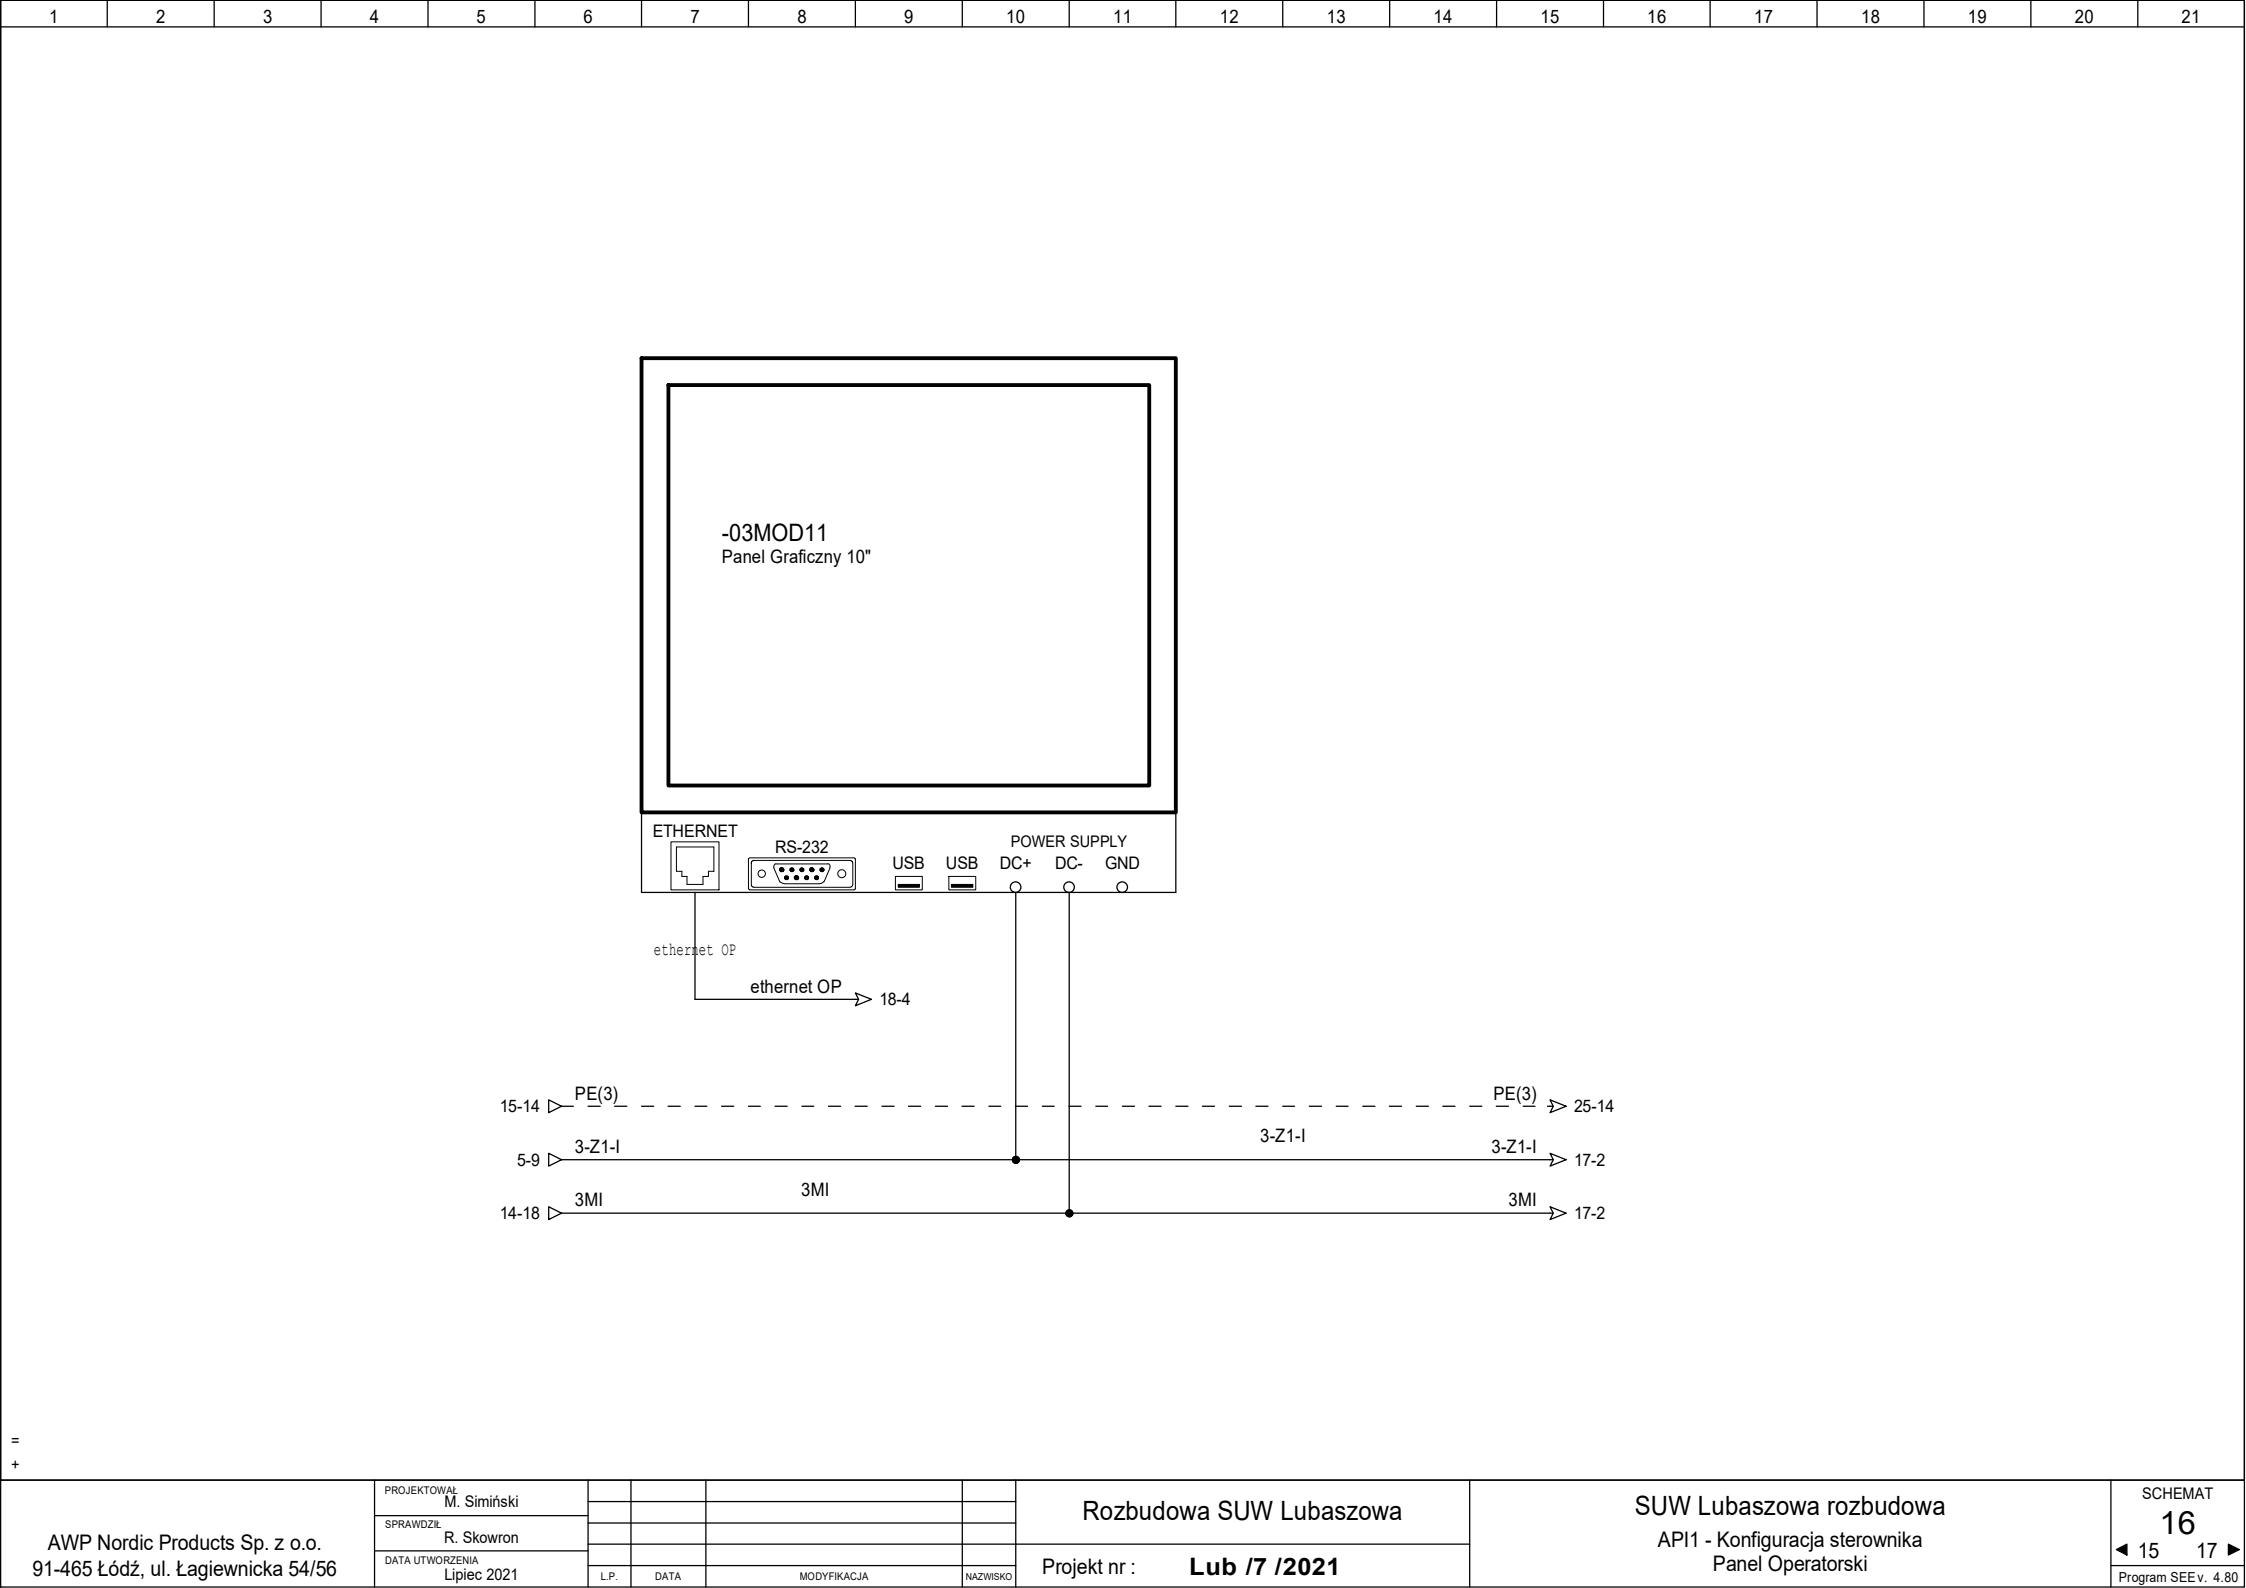 1 2 3 4 5 6 7 8 9 10 11 12 13 14 15 16 17 18 19 20 21
-03MOD11
Panel Graficzny 10"
ETHERNET
RS-232
USB USB
POWER SUPPLY
DC+ DC- GND
ethernet OP
ethernet OP 18-4
15-14 PE(3) PE(3) 25-14
3-Z1-I
5-9 3-Z1-I 3-Z1-I 17-2
3MI
14-18 3MI 3MI 17-2
=
+
AWP Nordic Products Sp. z o.o.
91-465 Łódź, ul. Łagiewnicka 54/56
PROJEKTOWAŁ
M. Simiński
SPRAWDZIŁ
R. Skowron
DATA UTWORZENIA
Lipiec 2021
L.P. DATA MODYFIKACJA NAZWISKO
Rozbudowa SUW Lubaszowa
Projekt nr : Lub /7 /2021
SUW Lubaszowa rozbudowa
API1 - Konfiguracja sterownika
Panel Operatorski
SCHEMAT
16
◄ 15 17 ►
Program SEE v. 4.80